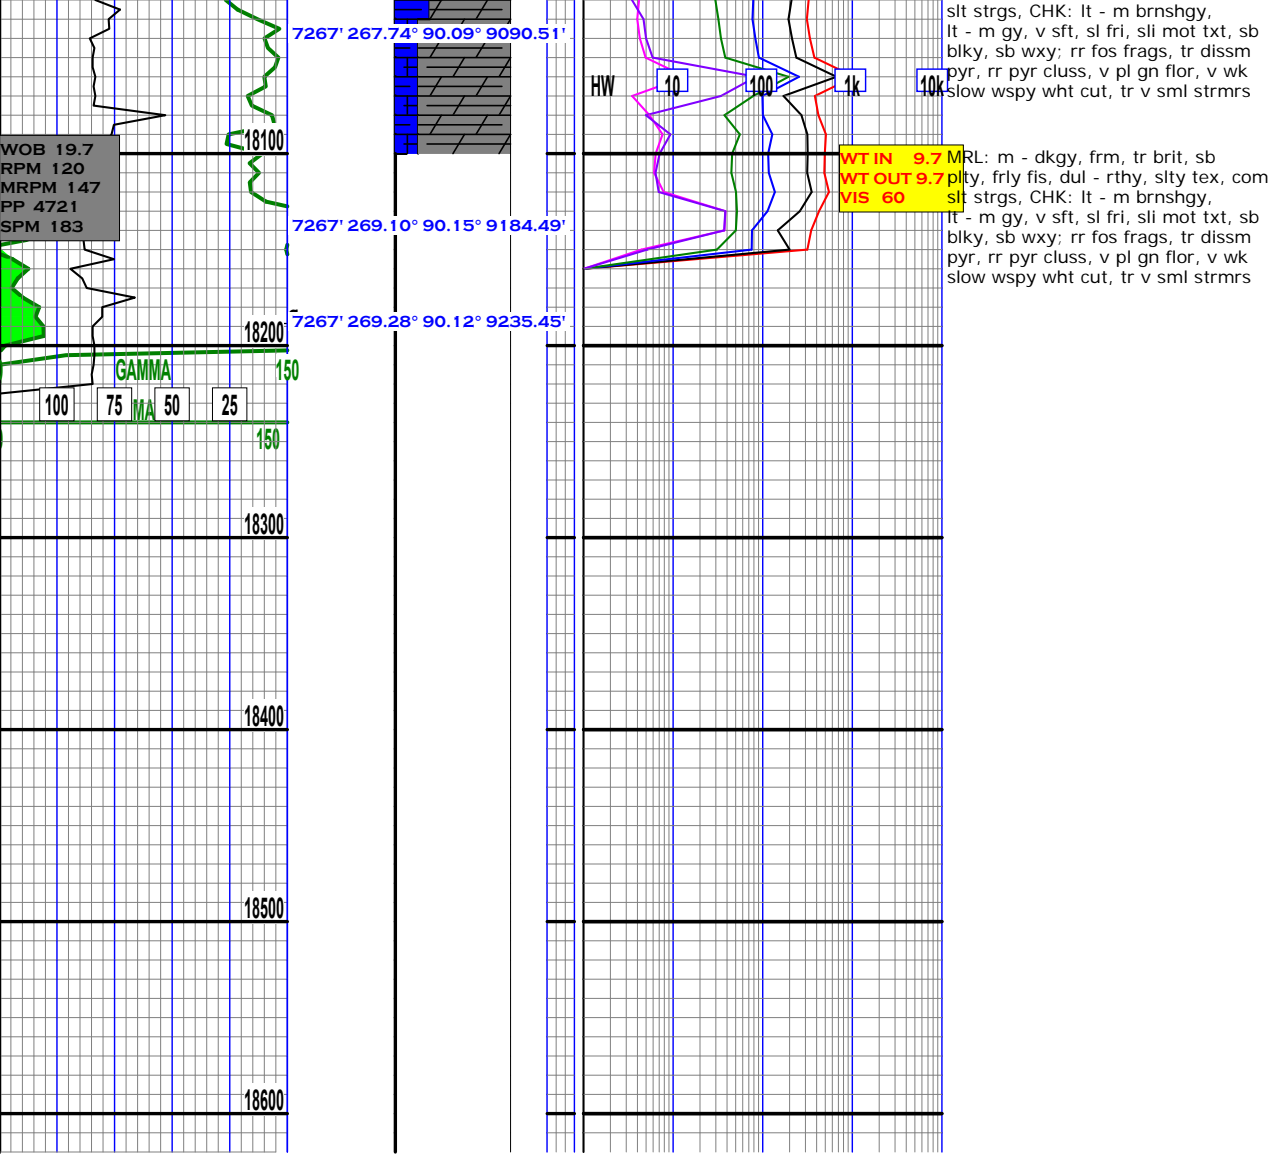 slt strgs, CHK: lt - m brnshgy,
lt - m gy, v sft, sl fri, sli mot txt, sb
blky, sb wxy; rr fos frags, tr dissm
pyr, rr pyr cluss, v pl gn flor, v wk
slow wspy wht cut, tr v sml strmrs
7267' 267.74° 90.09° 9090.51'
HW 10 100 1k 10k
18100
WOB 19.7
RPM 120
MRPM 147
PP 4721
SPM 183
WT IN 9.7
WT OUT 9.7
VIS 60
MRL: m - dkgy, frm, tr brit, sb
plty, frly fis, dul - rthy, slty tex, com
slt strgs, CHK: lt - m brnshgy,
lt - m gy, v sft, sl fri, sli mot txt, sb
blky, sb wxy; rr fos frags, tr dissm
pyr, rr pyr cluss, v pl gn flor, v wk
slow wspy wht cut, tr v sml strmrs
7267' 269.10° 90.15° 9184.49'
7267' 269.28° 90.12° 9235.45'
18200
GAMMA 150
100 75 50 25
MA
150
18300
18400
18500
18600